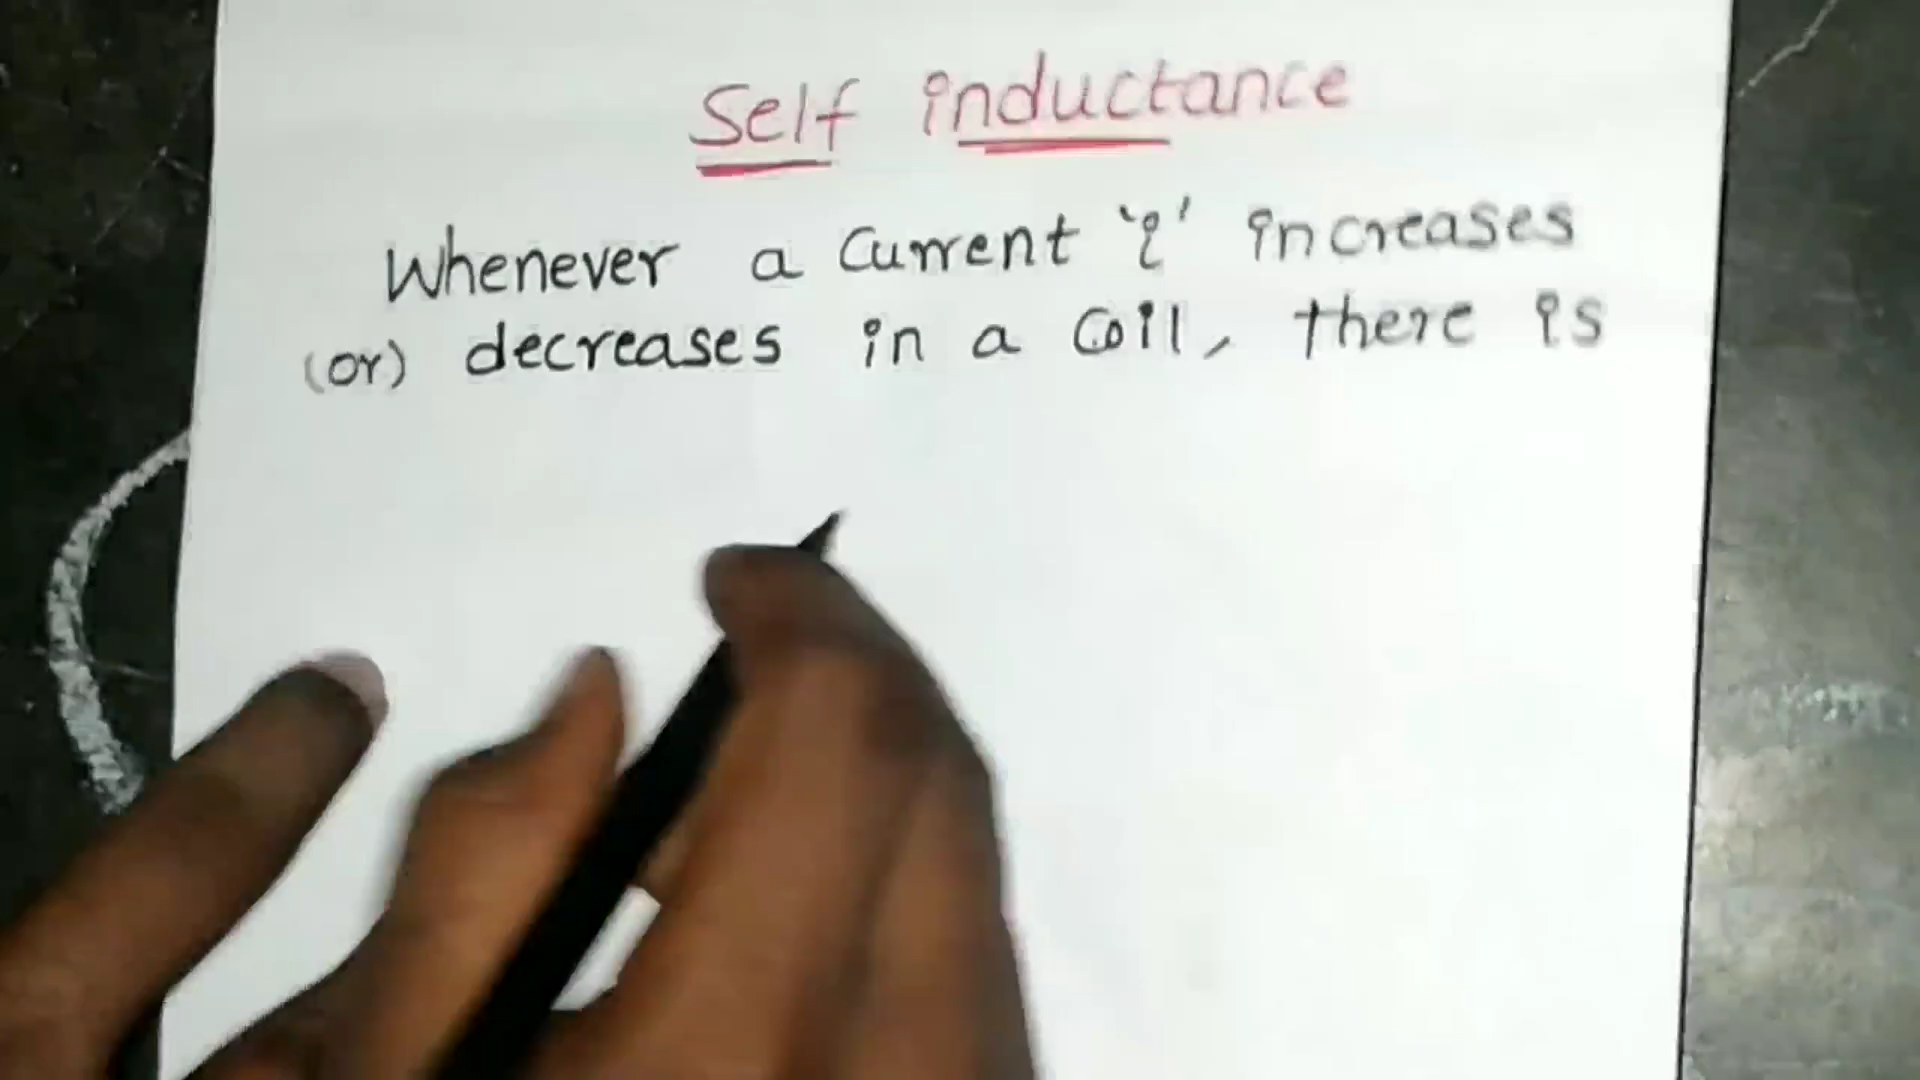 Self inductance
Whenever a current 'i' increases
(or) decreases in a coil, there is